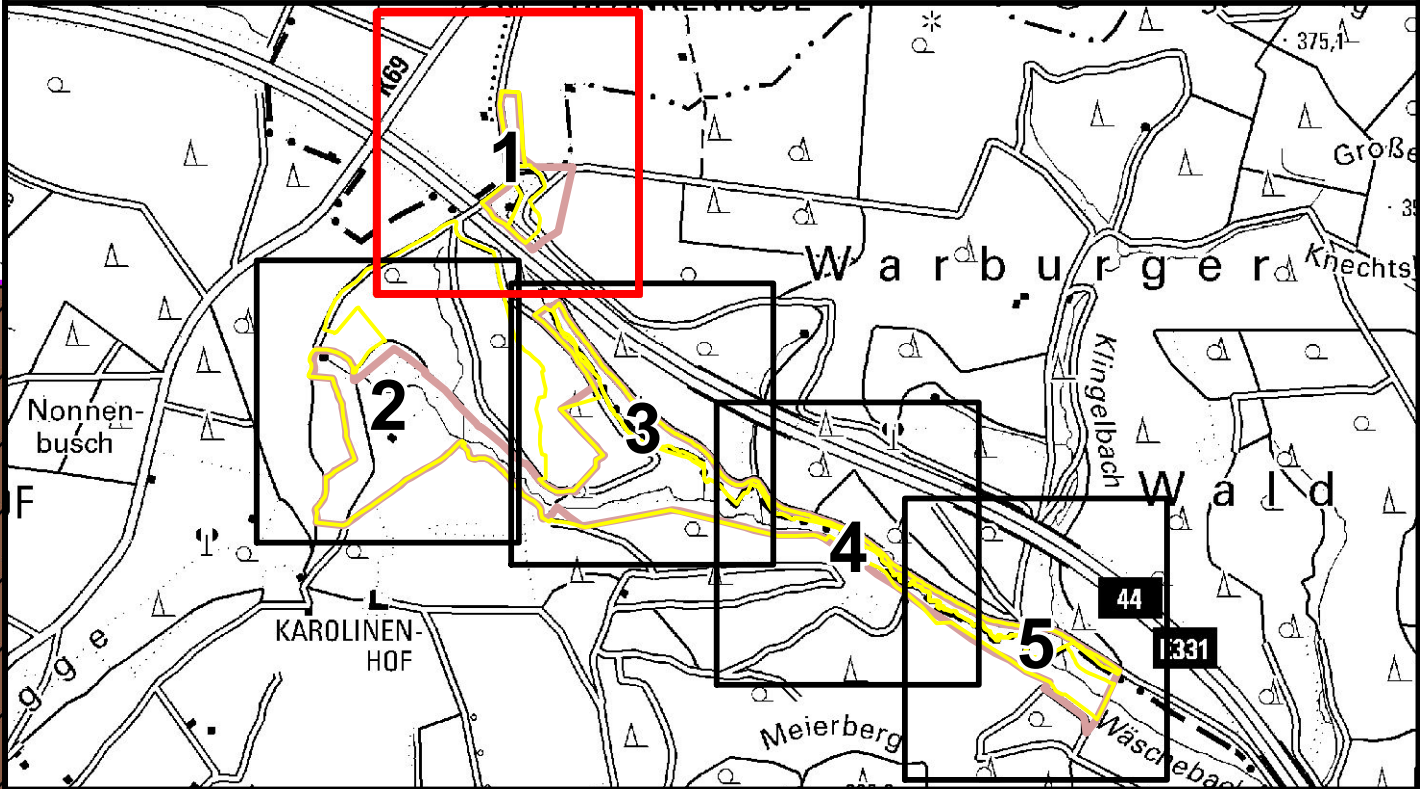 K69
375,1
1
Große
Warburger
Knechts
Nonnen-
busch
2
3
Klingelbach
Wald
4
44
KAROLINEN-
HOF
5
E331
gge
Meierberg
Wäschebach